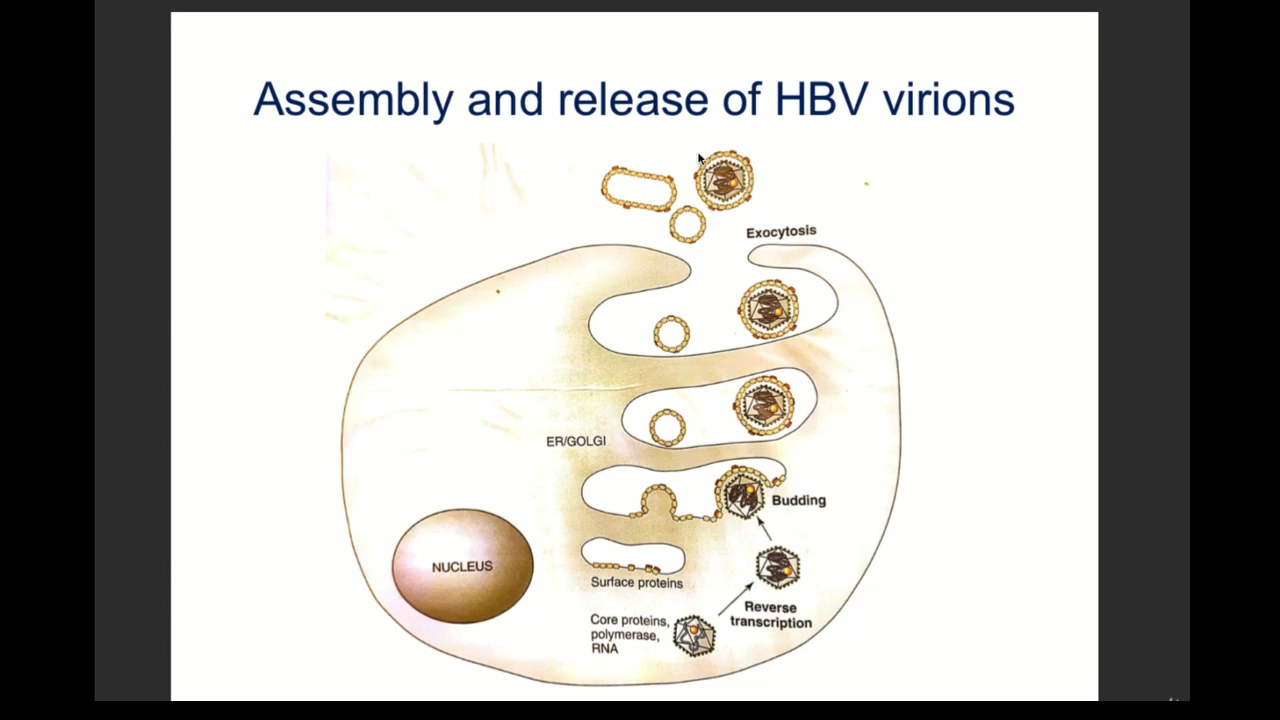 Assembly and release of HBV virions
Exocytosis
ER/GOLGI
Budding
NUCLEUS
Surface proteins
Reverse
transcription
Core proteins,
polymerase,
RNA